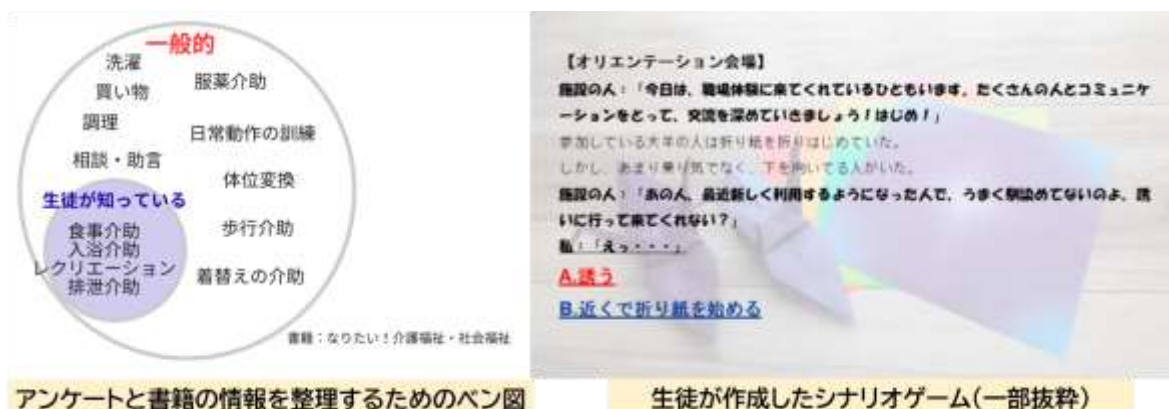 一般的
洗濯
買い物
調理
相談・助言
服薬介助
日常動作の訓練
体位変換
歩行介助
着替えの介助
生徒が知っている
食事介助
入浴介助
レクリエーション
排泄介助
書籍:なりたい!介護福祉・社会福祉
アンケートと書籍の情報を整理するためのベン図
【オリエンテーション会場】
施設の人:「今日は、職場体験に来てくれているひともいます。たくさんの人とコミュニケ
ーションをとって、交流を深めていきましょう!はじめ!」
参加している大半の人は折り紙を折りはじめていた。
しかし、あまり乗り気でなく、下を向いてる人がいた。
施設の人:「あの人、最近新しく利用するようになった人で、うまく馴染めてないのよ、誘
いに行って来てくれない?」
私:「えっ・・・」
A.誘う
B.近くで折り紙を始める
生徒が作成したシナリオゲーム(一部抜粋)